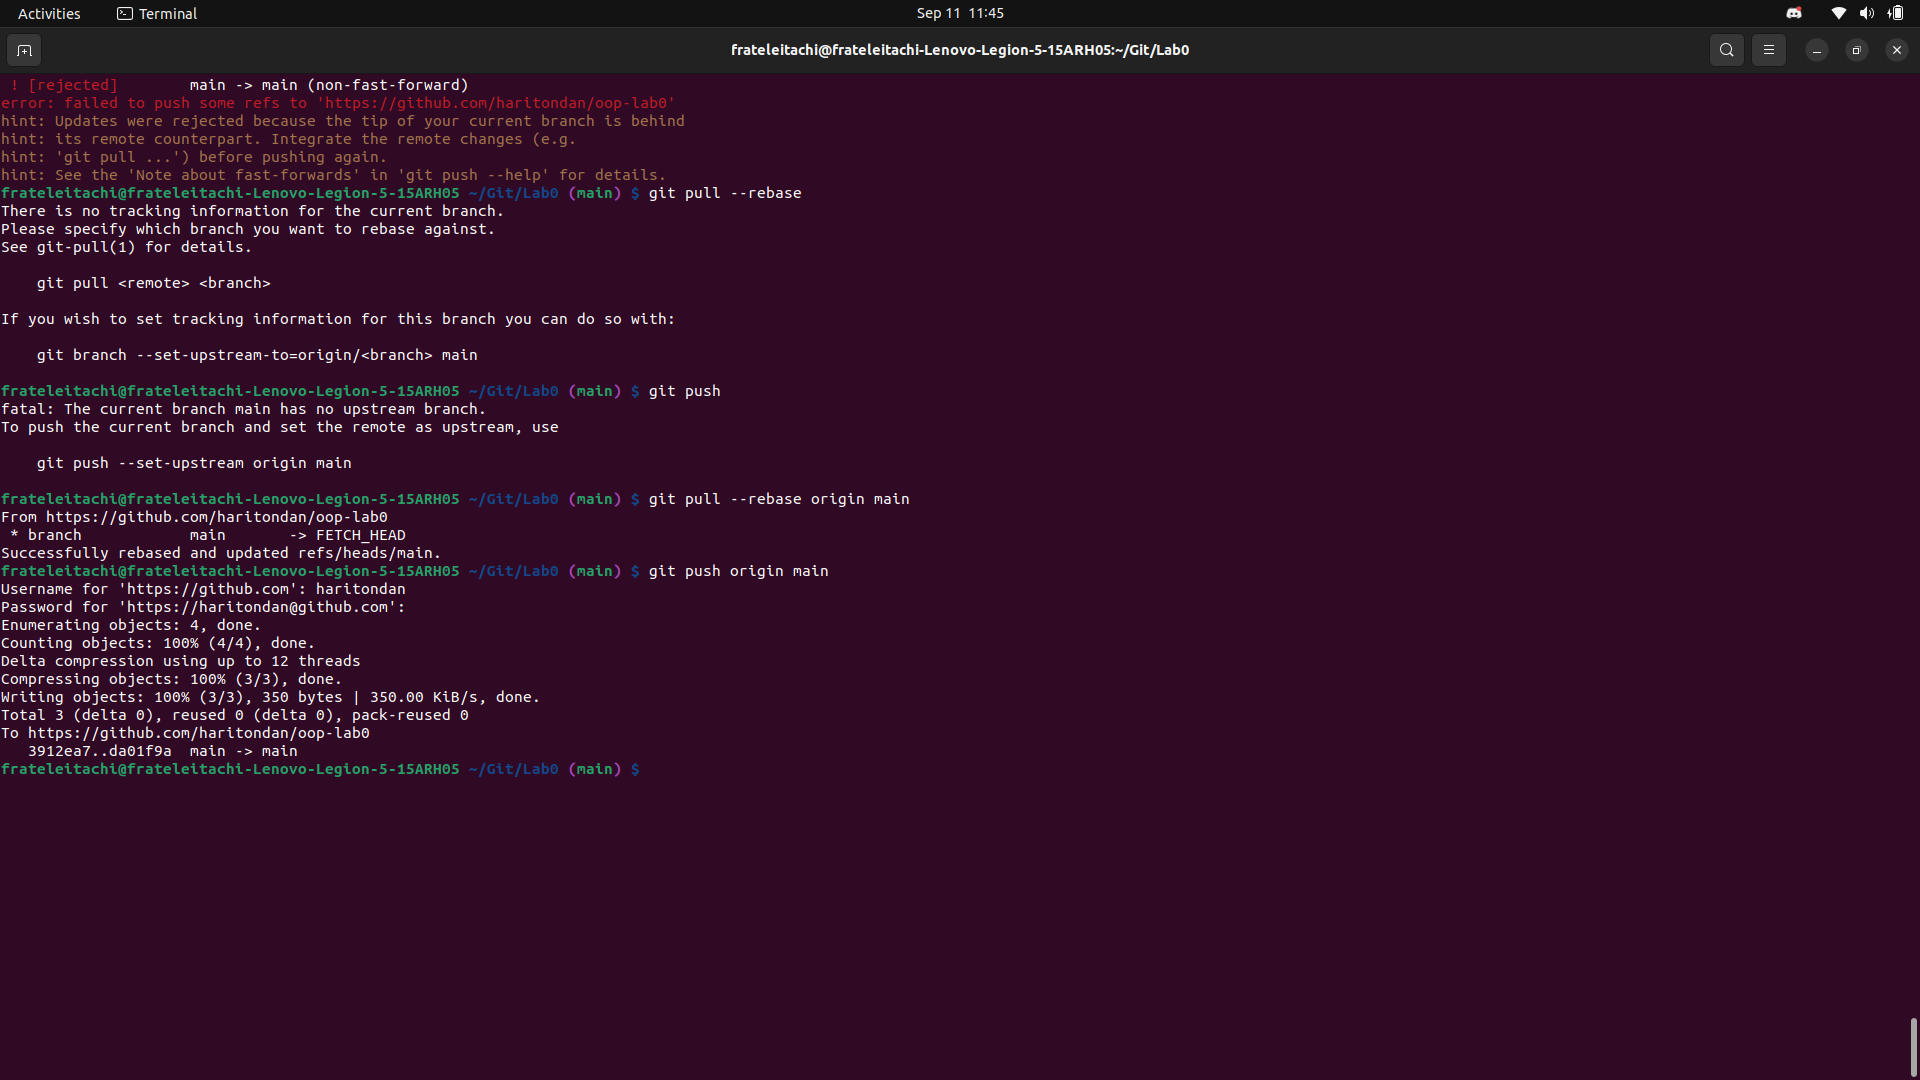 Activities Terminal Sep 11 11:45
frateleitachi@frateleitachi-Lenovo-Legion-5-15ARH05:~/Git/Lab0
 ! [rejected]        main -> main (non-fast-forward)
error: failed to push some refs to 'https://github.com/haritondan/oop-lab0'
hint: Updates were rejected because the tip of your current branch is behind
hint: its remote counterpart. Integrate the remote changes (e.g.
hint: 'git pull ...') before pushing again.
hint: See the 'Note about fast-forwards' in 'git push --help' for details.
frateleitachi@frateleitachi-Lenovo-Legion-5-15ARH05 ~/Git/Lab0 (main) $ git pull --rebase
There is no tracking information for the current branch.
Please specify which branch you want to rebase against.
See git-pull(1) for details.

    git pull <remote> <branch>

If you wish to set tracking information for this branch you can do so with:

    git branch --set-upstream-to=origin/<branch> main

frateleitachi@frateleitachi-Lenovo-Legion-5-15ARH05 ~/Git/Lab0 (main) $ git push
fatal: The current branch main has no upstream branch.
To push the current branch and set the remote as upstream, use

    git push --set-upstream origin main

frateleitachi@frateleitachi-Lenovo-Legion-5-15ARH05 ~/Git/Lab0 (main) $ git pull --rebase origin main
From https://github.com/haritondan/oop-lab0
 * branch            main       -> FETCH_HEAD
Successfully rebased and updated refs/heads/main.
frateleitachi@frateleitachi-Lenovo-Legion-5-15ARH05 ~/Git/Lab0 (main) $ git push origin main
Username for 'https://github.com': haritondan
Password for 'https://haritondan@github.com':
Enumerating objects: 4, done.
Counting objects: 100% (4/4), done.
Delta compression using up to 12 threads
Compressing objects: 100% (3/3), done.
Writing objects: 100% (3/3), 350 bytes | 350.00 KiB/s, done.
Total 3 (delta 0), reused 0 (delta 0), pack-reused 0
To https://github.com/haritondan/oop-lab0
   3912ea7..da01f9a  main -> main
frateleitachi@frateleitachi-Lenovo-Legion-5-15ARH05 ~/Git/Lab0 (main) $